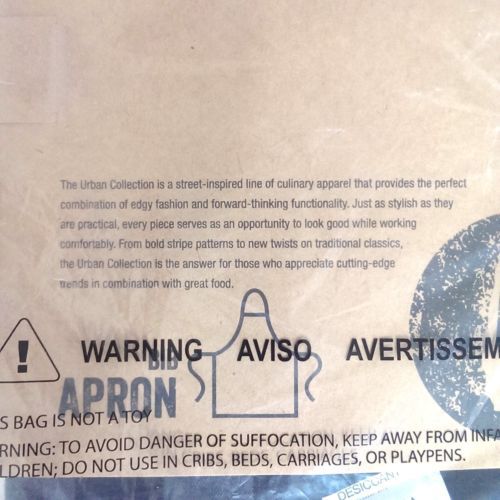 The Urban Collection is a street-inspired line of culinary apparel that provides the perfect
combination of edgy fashion and forward-thinking functionality. Just as stylish as they
are practical, every piece serves as an opportunity to look good while working
comfortably. From bold stripe patterns to new twists on traditional classics,
the Urban Collection is the answer for those who appreciate cutting-edge
trends in combination with great food.
WARNING AVISO AVERTISSEM
BIB
APRON
S BAG IS NOT A TOY
RNING: TO AVOID DANGER OF SUFFOCATION, KEEP AWAY FROM INFA
LDREN; DO NOT USE IN CRIBS, BEDS, CARRIAGES, OR PLAYPENS.
DESICCANT